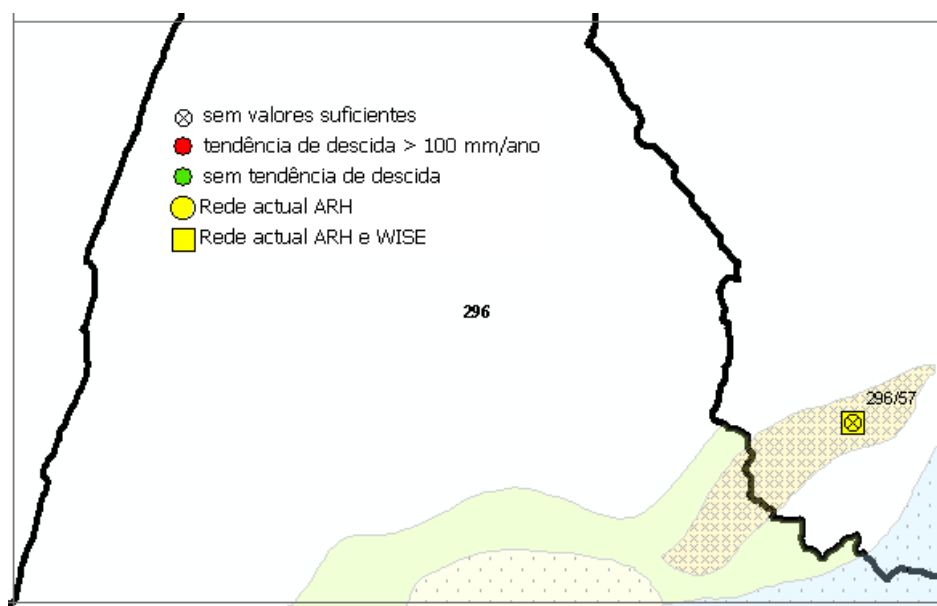 sem valores suficientes
tendência de descida > 100 mm/ano
sem tendência de descida
Rede actual ARH
Rede actual ARH e WISE
296
296/57